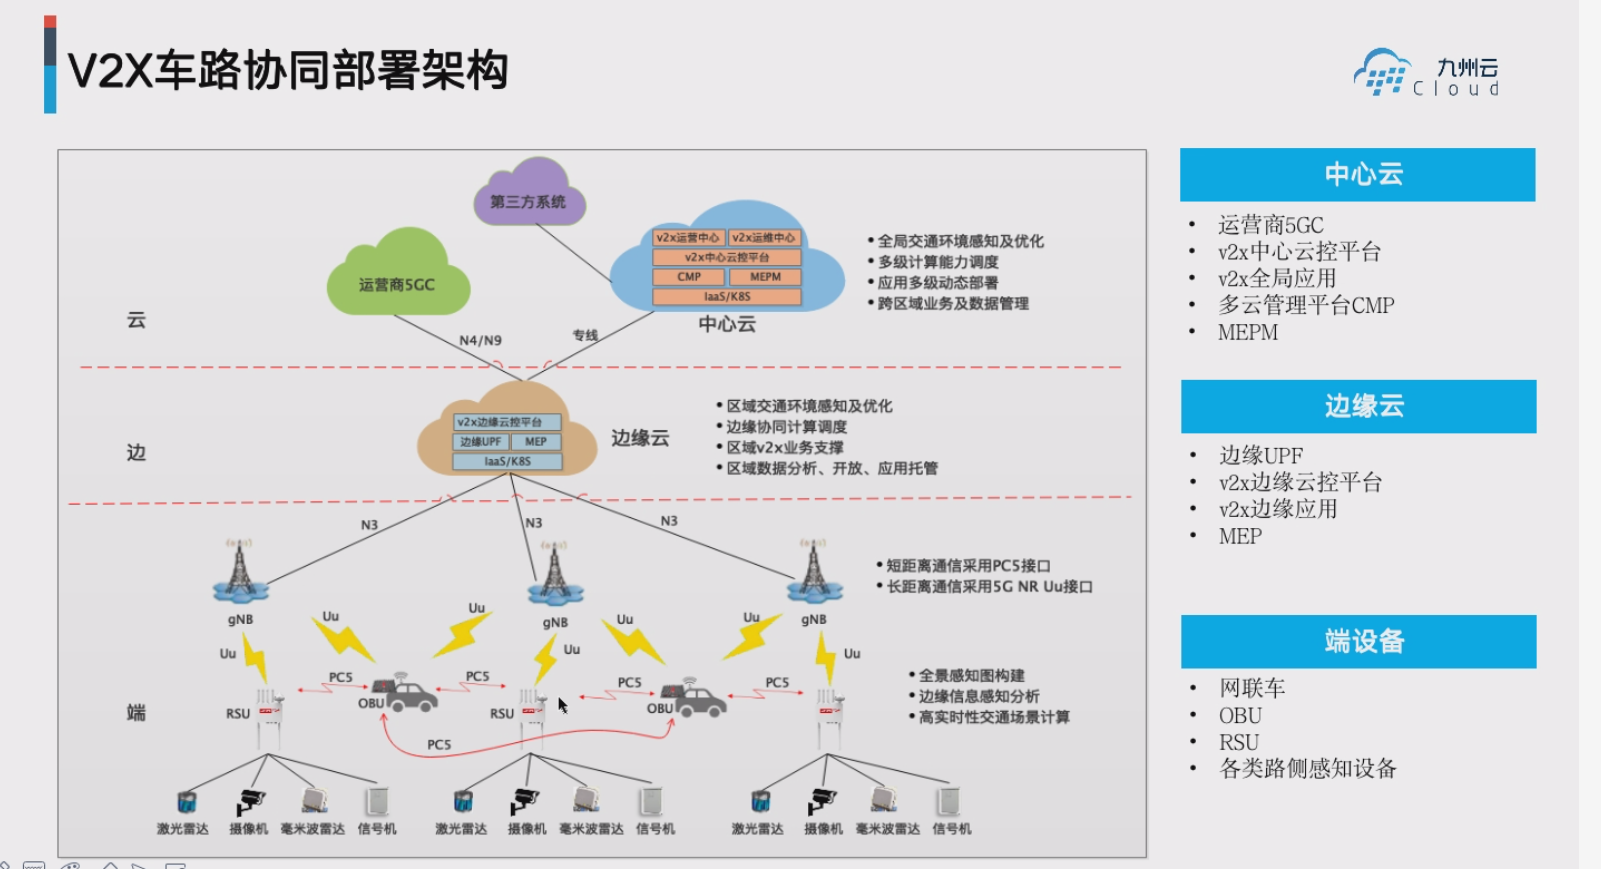 V2X车路协同部署架构
九州云
Cloud
第三方系统
运营商5GC
v2x运营中心
v2x运维中心
v2x中心云控平台
CMP
MEPM
IaaS/K8S
中心云
• 全局交通环境感知及优化
• 多级计算能力调度
• 应用多级动态部署
• 跨区域业务及数据管理
云
N4/N9
专线
v2x边缘云控平台
边缘UPF
MEP
IaaS/K8S
边缘云
• 区域交通环境感知及优化
• 边缘协同计算调度
• 区域v2x业务支撑
• 区域数据分析、开放、应用托管
边
N3
N3
N3
gNB
gNB
gNB
• 短距离通信采用PC5接口
• 长距离通信采用5G NR Uu接口
Uu
Uu
Uu
Uu
Uu
Uu
Uu
PC5
PC5
PC5
PC5
OBU
OBU
RSU
RSU
PC5
端
• 全景感知图构建
• 边缘信息感知分析
• 高实时性交通场景计算
激光雷达
摄像机
毫米波雷达
信号机
激光雷达
摄像机
毫米波雷达
信号机
激光雷达
摄像机
毫米波雷达
信号机
中心云
• 运营商5GC
• v2x中心云控平台
• v2x全局应用
• 多云管理平台CMP
• MEPM
边缘云
• 边缘UPF
• v2x边缘云控平台
• v2x边缘应用
• MEP
端设备
• 网联车
• OBU
• RSU
• 各类路侧感知设备